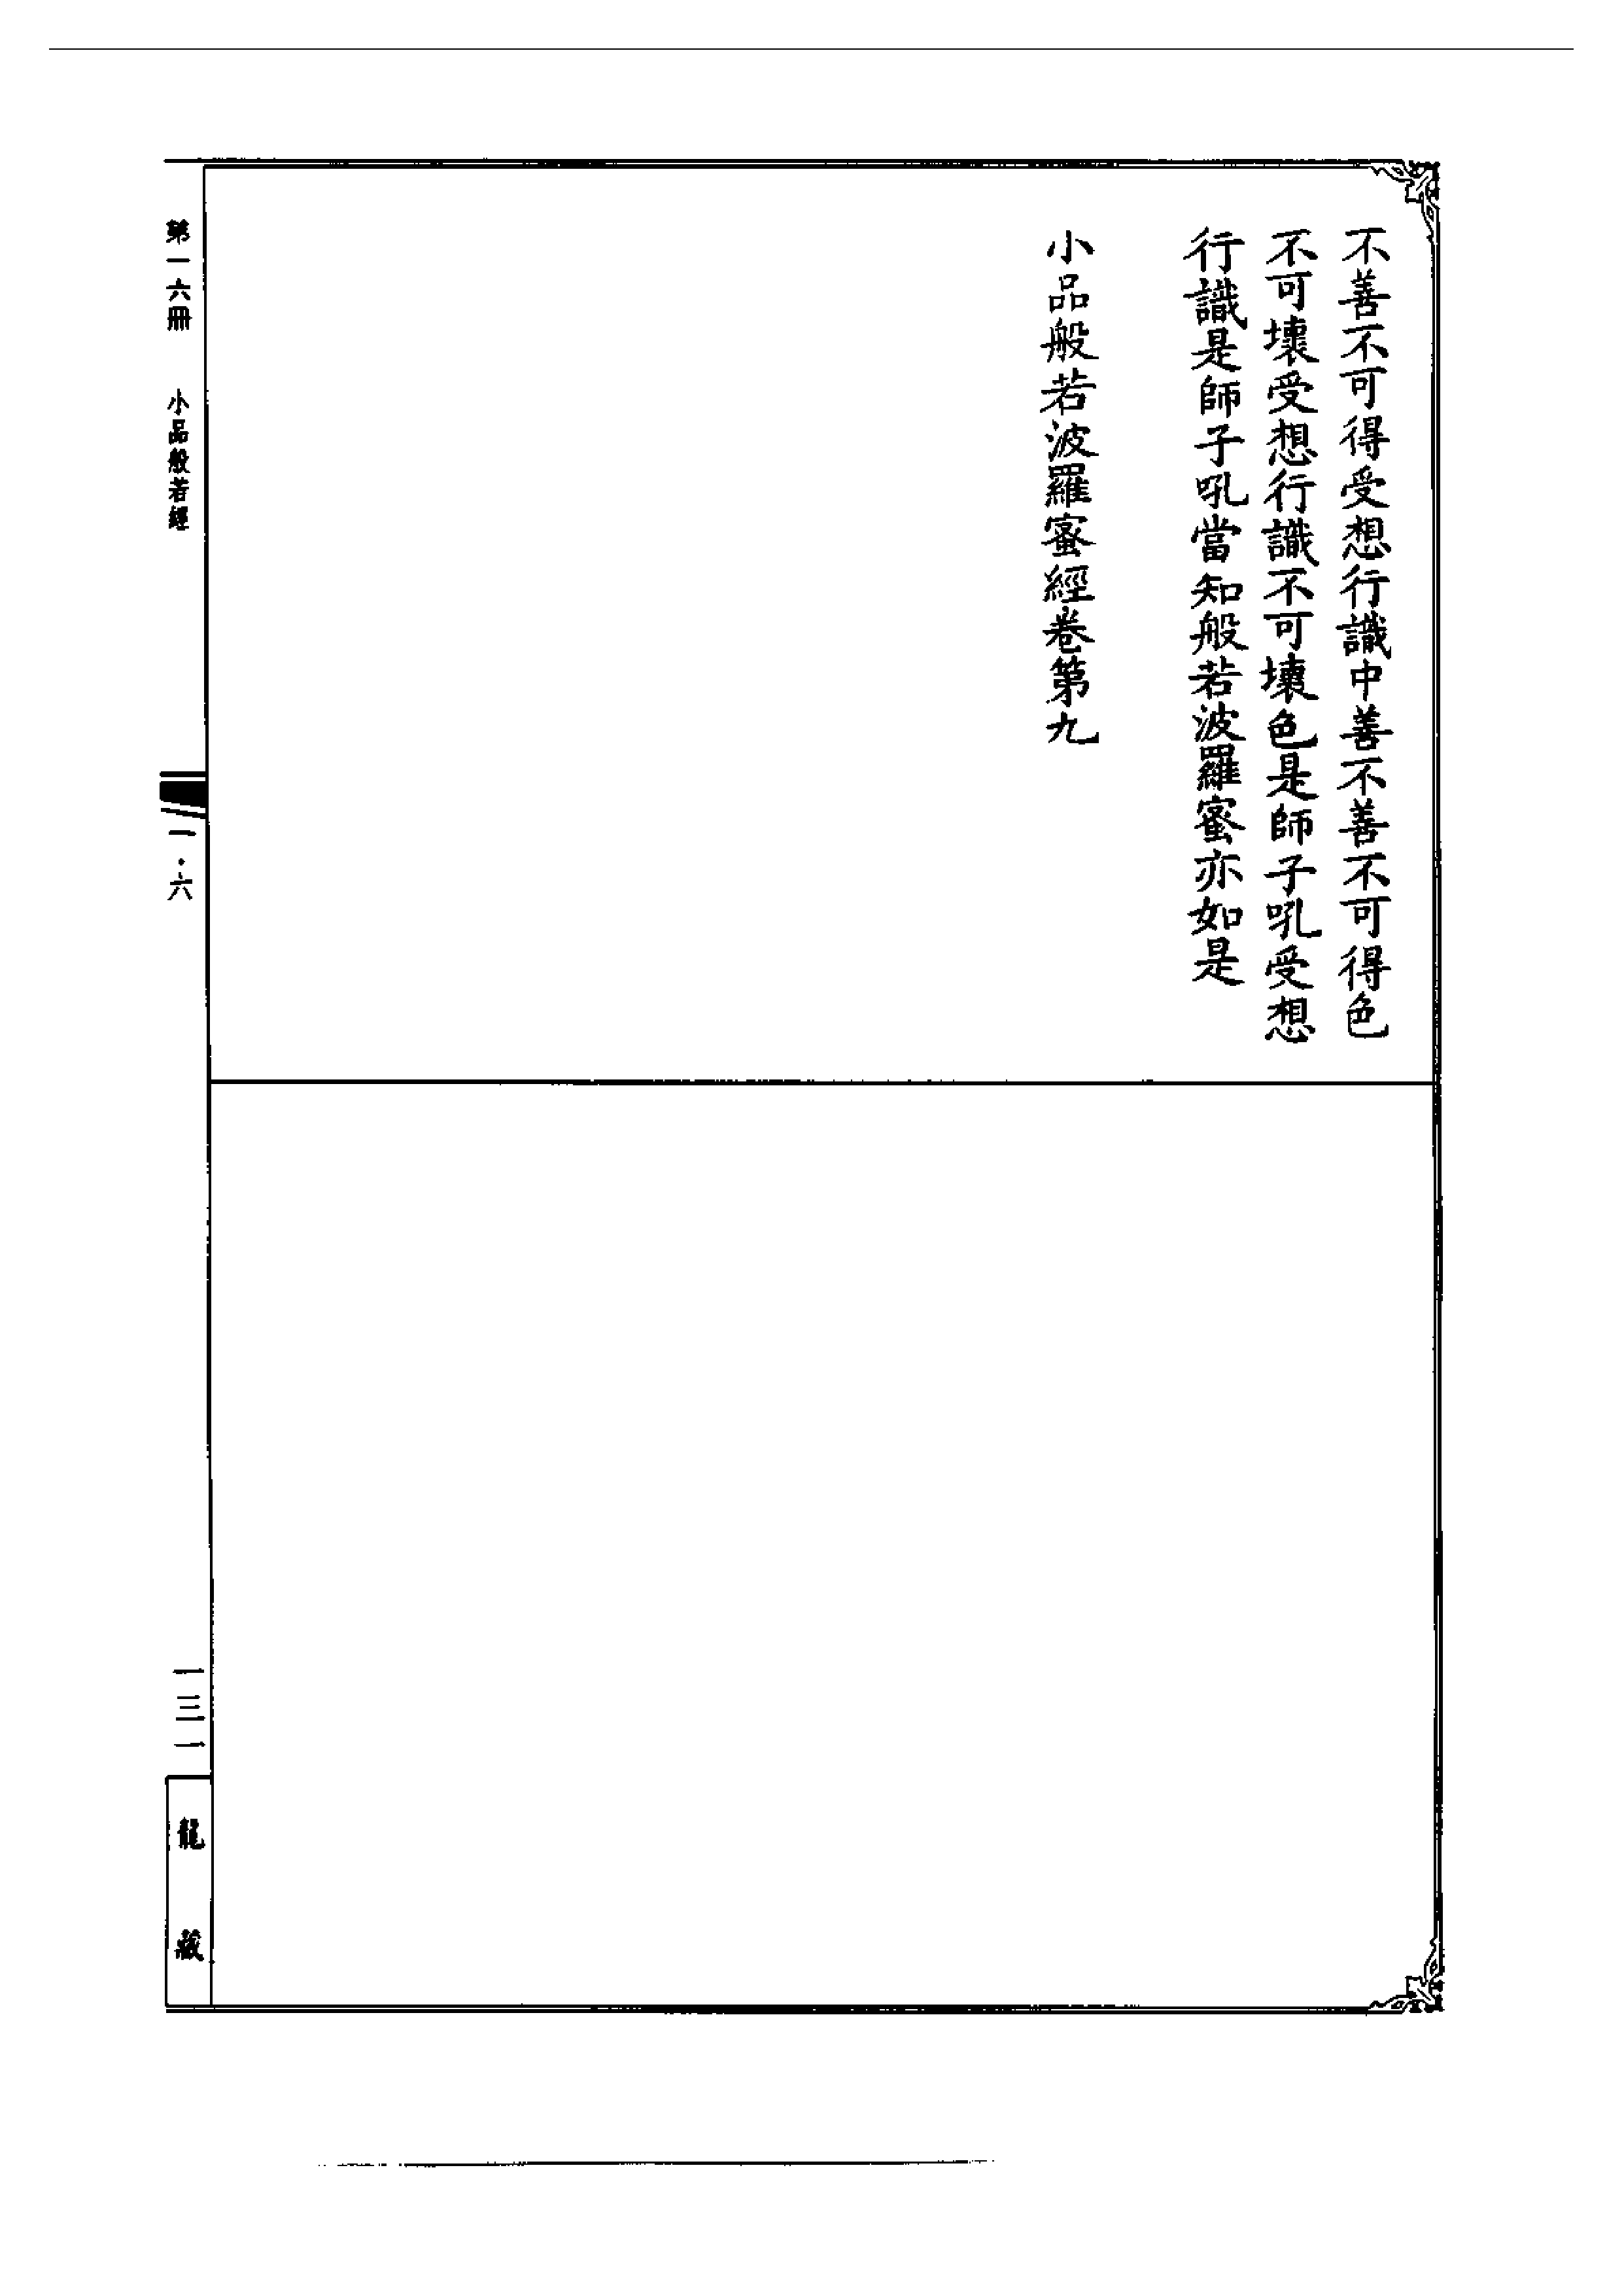 不善不可得受想行識中善不善不可得色
不可壞受想行識不可壞色是師子吼受想
行識是師子吼當知般若波羅蜜亦如是
小品般若波羅蜜經卷第九
第一六冊 小品般若經
一·六
一三一
龍藏